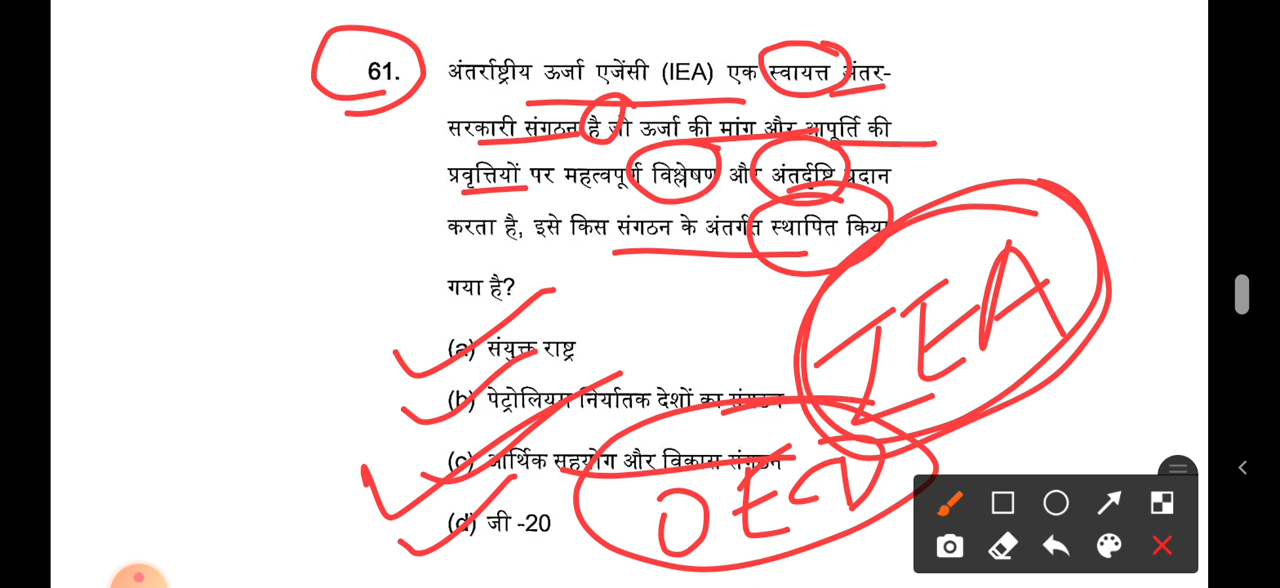 61. अंतर्राष्ट्रीय ऊर्जा एजेंसी (IEA) एक स्वायत्त अंतर-
सरकारी संगठन है जो ऊर्जा की मांग और आपूर्ति की
प्रवृत्तियों पर महत्वपूर्ण विश्लेषण और अंतर्दृष्टि प्रदान
करता है, इसे किस संगठन के अंतर्गत स्थापित किया
गया है?
(a) संयुक्त राष्ट्र
(b) पेट्रोलियम निर्यातक देशों का संगठन
(c) आर्थिक सहयोग और विकास संगठन
(d) जी -20
IEA
OECD